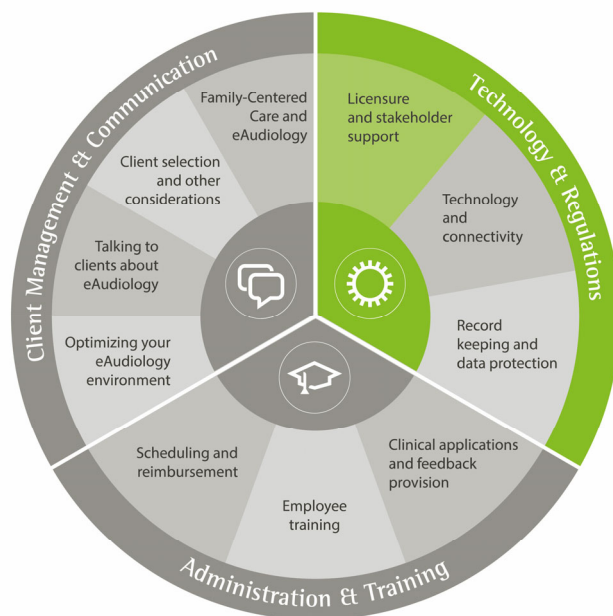 Client Management & Communication
Technology & Regulations
Administration & Training
Family-Centered
Care and
eAudiology
Client selection
and other
considerations
Talking to
clients about
eAudiology
Optimizing your
eAudiology
environment
Licensure
and stakeholder
support
Technology
and
connectivity
Record
keeping and
data protection
Clinical applications
and feedback
provision
Employee
training
Scheduling and
reimbursement